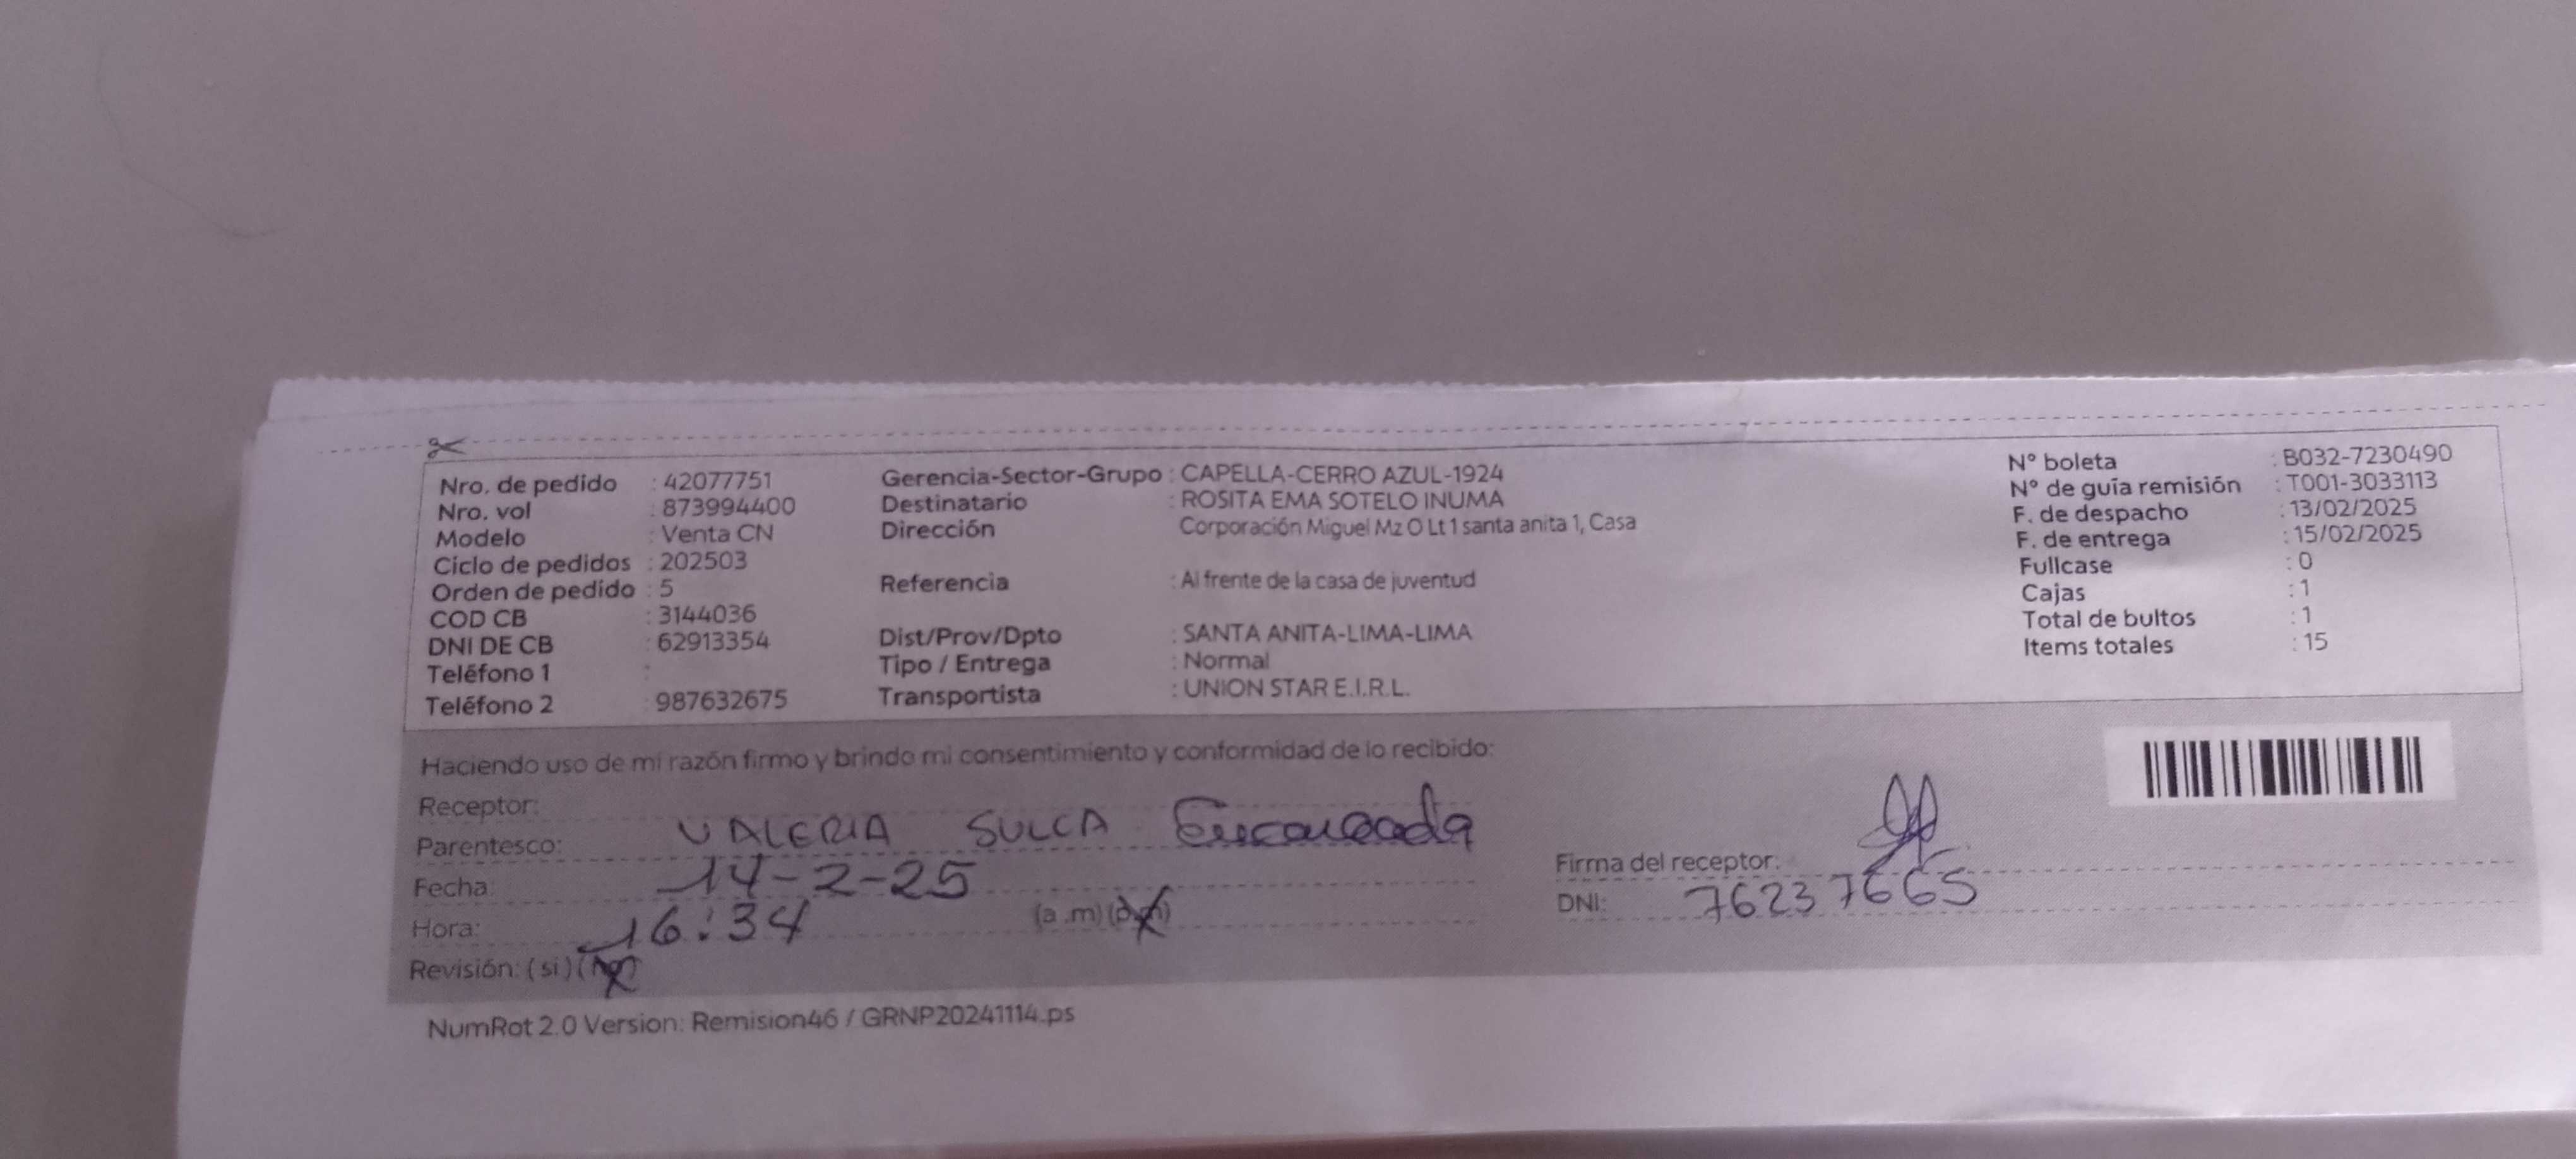 Nro. de pedido : 42077751 Gerencia-Sector-Grupo : CAPELLA-CERRO AZUL-1924 N° boleta : B032-7230490
Nro. vol : 873994400 Destinatario : ROSITA EMA SOTELO INUMA N° de guía remisión : T001-3033113
Modelo : Venta CN Dirección Corporación Miguel Mz O Lt 1 santa anita 1, Casa F. de despacho : 13/02/2025
Ciclo de pedidos : 202503 F. de entrega : 15/02/2025
Orden de pedido : 5 Referencia : Al frente de la casa de juventud Fullcase : 0
COD CB : 3144036 Cajas : 1
DNI DE CB : 62913354 Dist/Prov/Dpto : SANTA ANITA-LIMA-LIMA Total de bultos : 1
Teléfono 1 : Tipo / Entrega : Normal Items totales : 15
Teléfono 2 : 987632675 Transportista : UNION STAR E.I.R.L.
Haciendo uso de mi razón firmo y brindo mi consentimiento y conformidad de lo recibido:
Receptor:
Parentesco: VALERIA SULCA
Fecha: 14-2-25 Firma del receptor:
Hora: 16:34 (a.m) (p.m) DNI: 76237665
Revisión: (si) (no)
NumRot 2.0 Version: Remision46 / GRNP20241114.ps